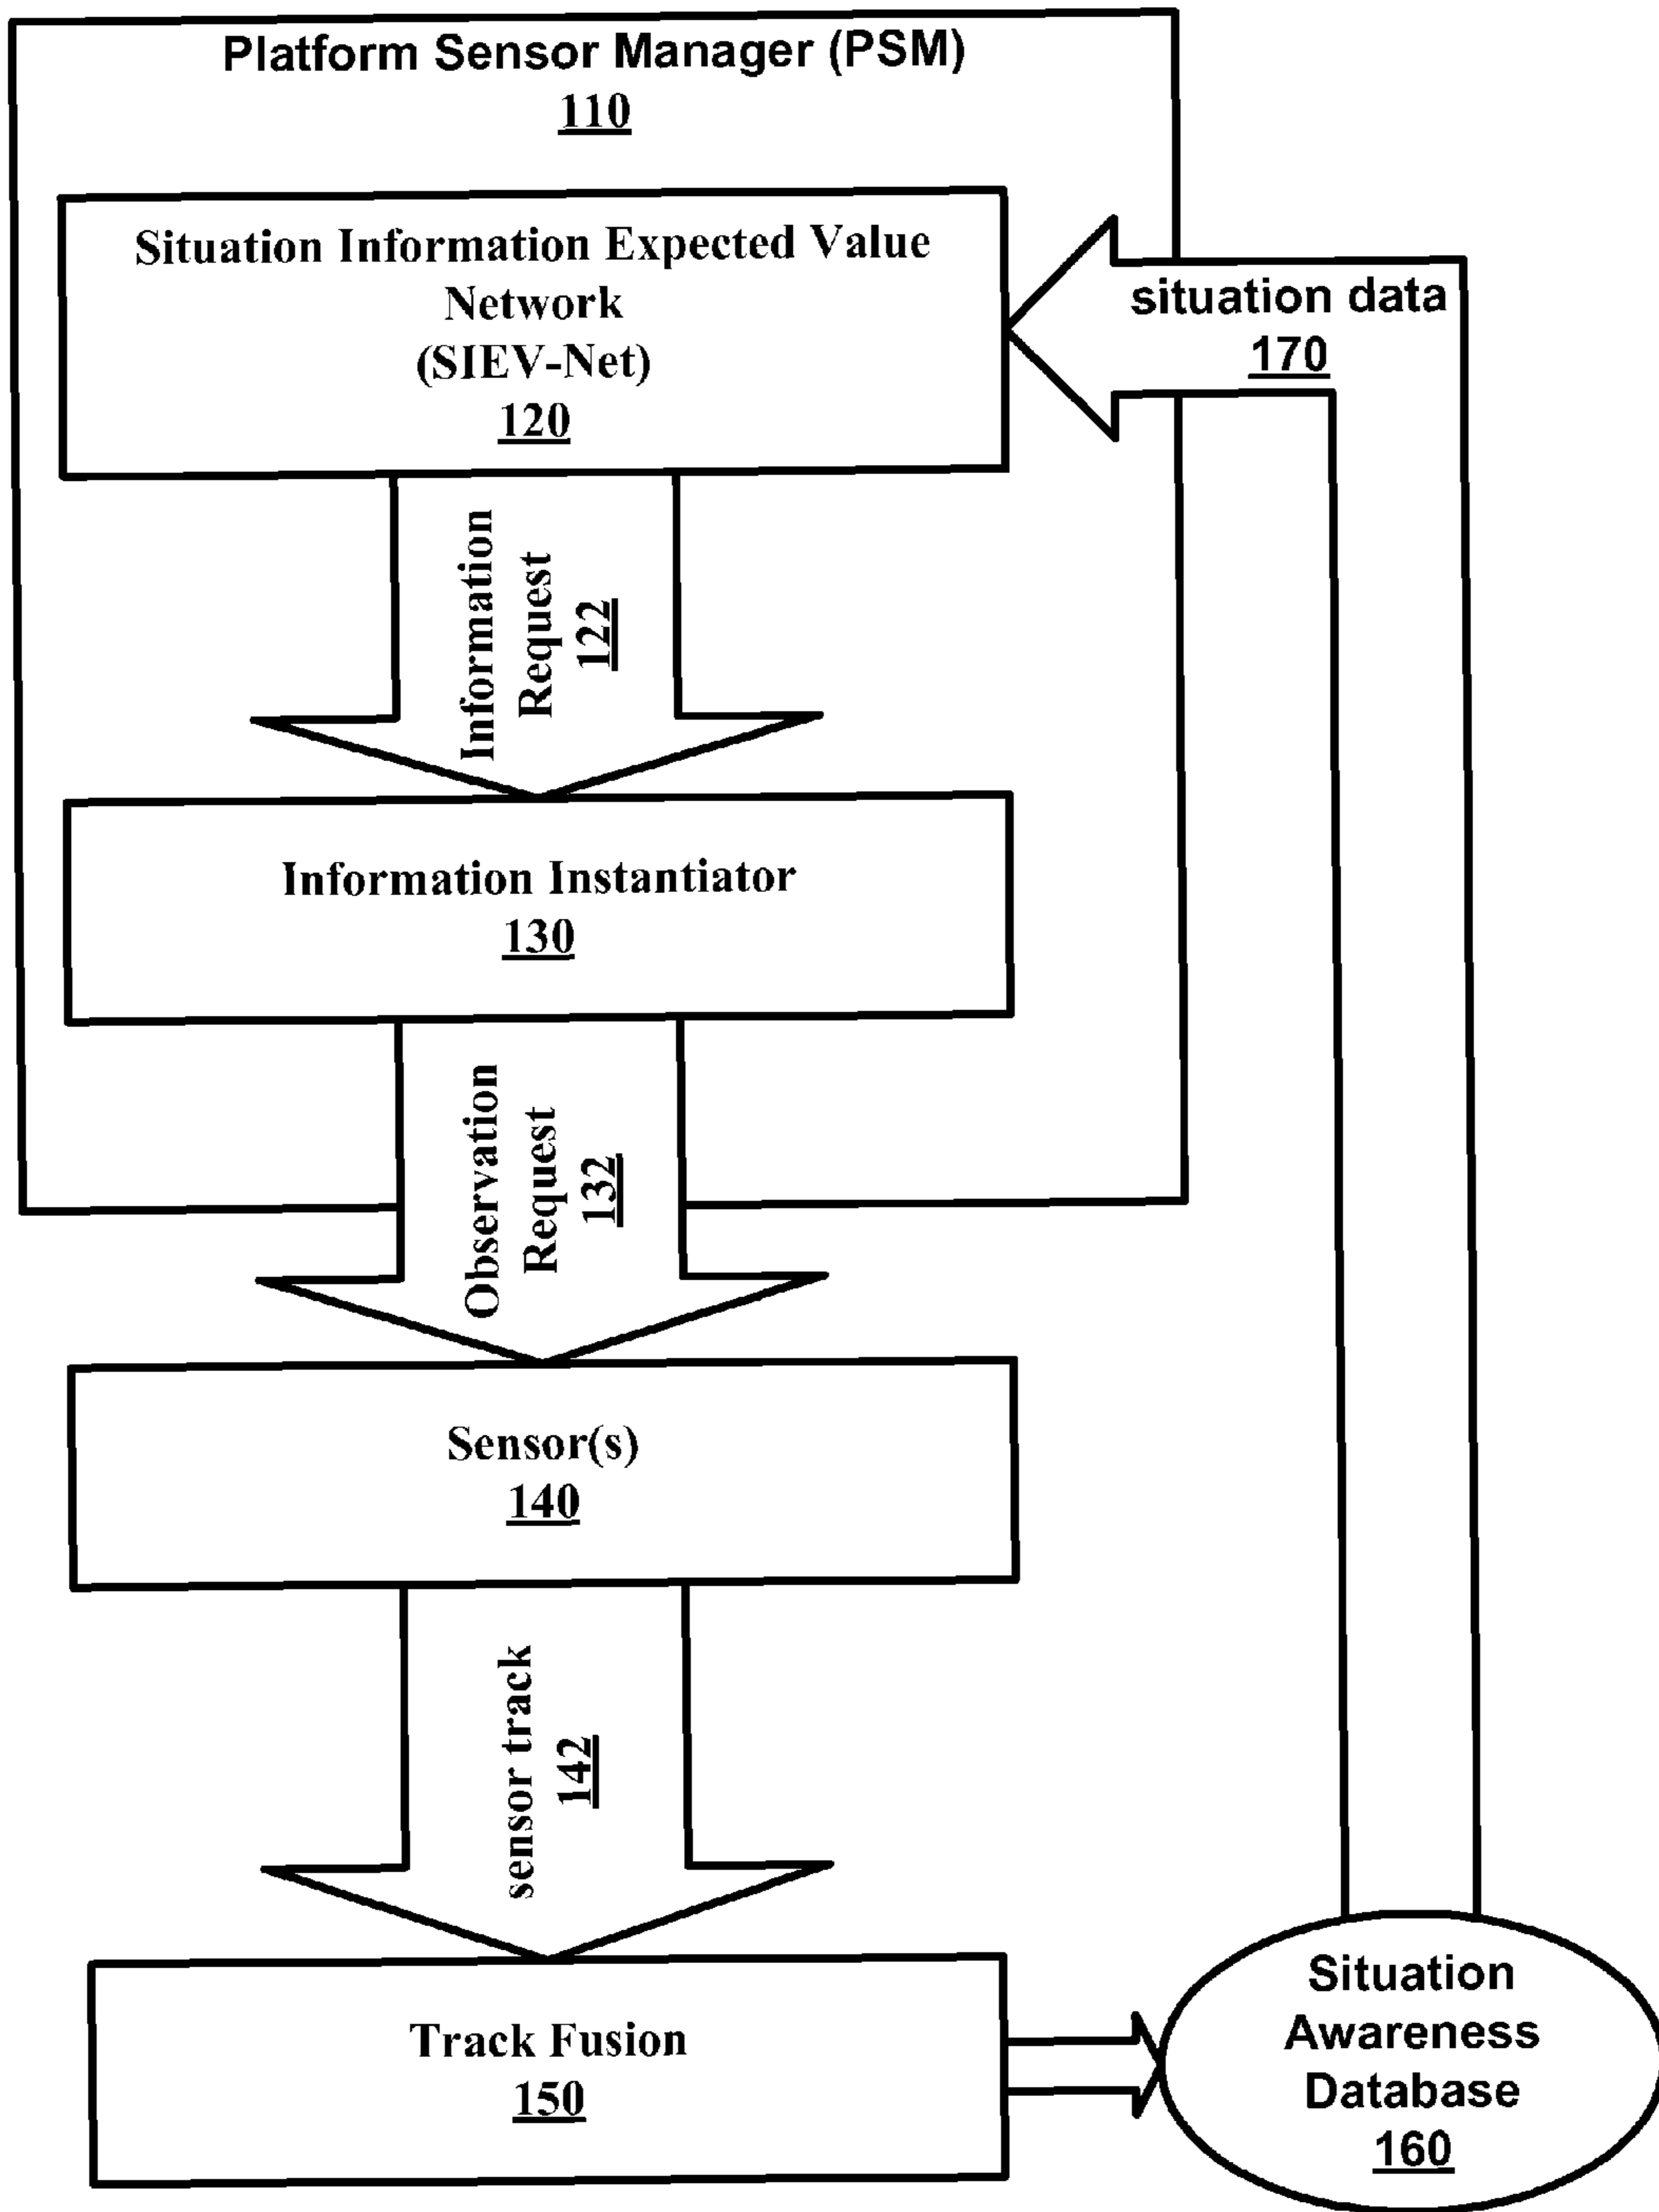 Platform Sensor Manager (PSM)
110
Situation Information Expected Value
Network
(SIEV-Net)
120
situation data
170
Information
Request
122
Information Instantiator
130
Observation
Request
132
Sensor(s)
140
sensor track
142
Track Fusion
150
Situation
Awareness
Database
160